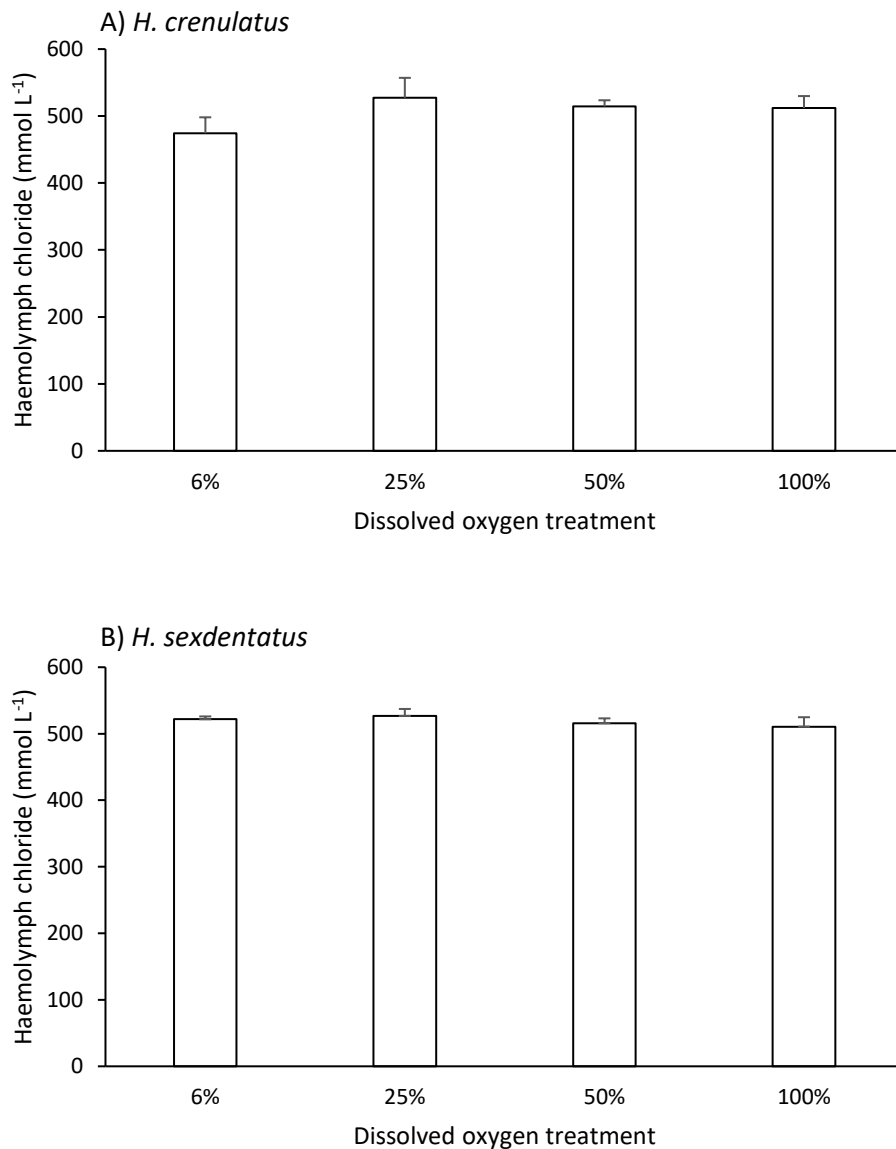 A) H. crenulatus
Haemolymph chloride (mmol L⁻¹)
600
500
400
300
200
100
0
6% 25% 50% 100%
Dissolved oxygen treatment
B) H. sexdentatus
Haemolymph chloride (mmol L⁻¹)
600
500
400
300
200
100
0
6% 25% 50% 100%
Dissolved oxygen treatment